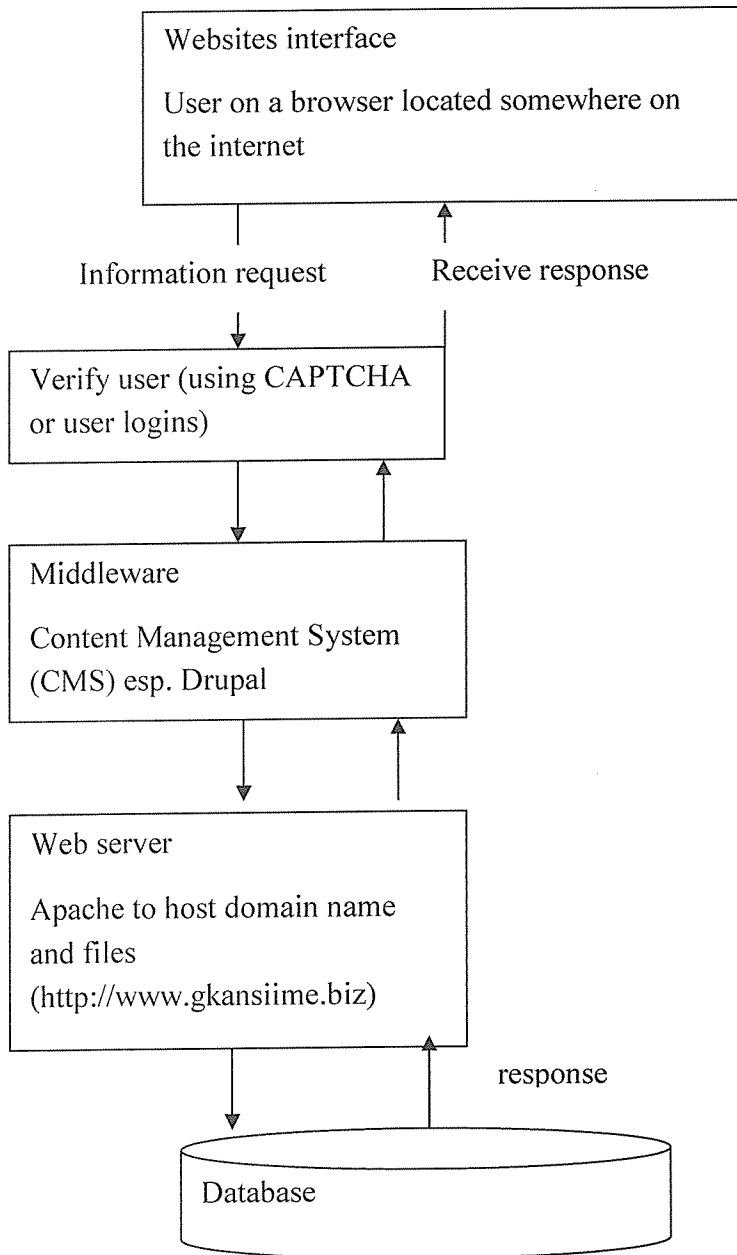 Websites interface
User on a browser located somewhere on
the internet
Information request
Receive response
Verify user (using CAPTCHA
or user logins)
Middleware
Content Management System
(CMS) esp. Drupal
Web server
Apache to host domain name
and files
(http://www.gkansiime.biz)
response
Database